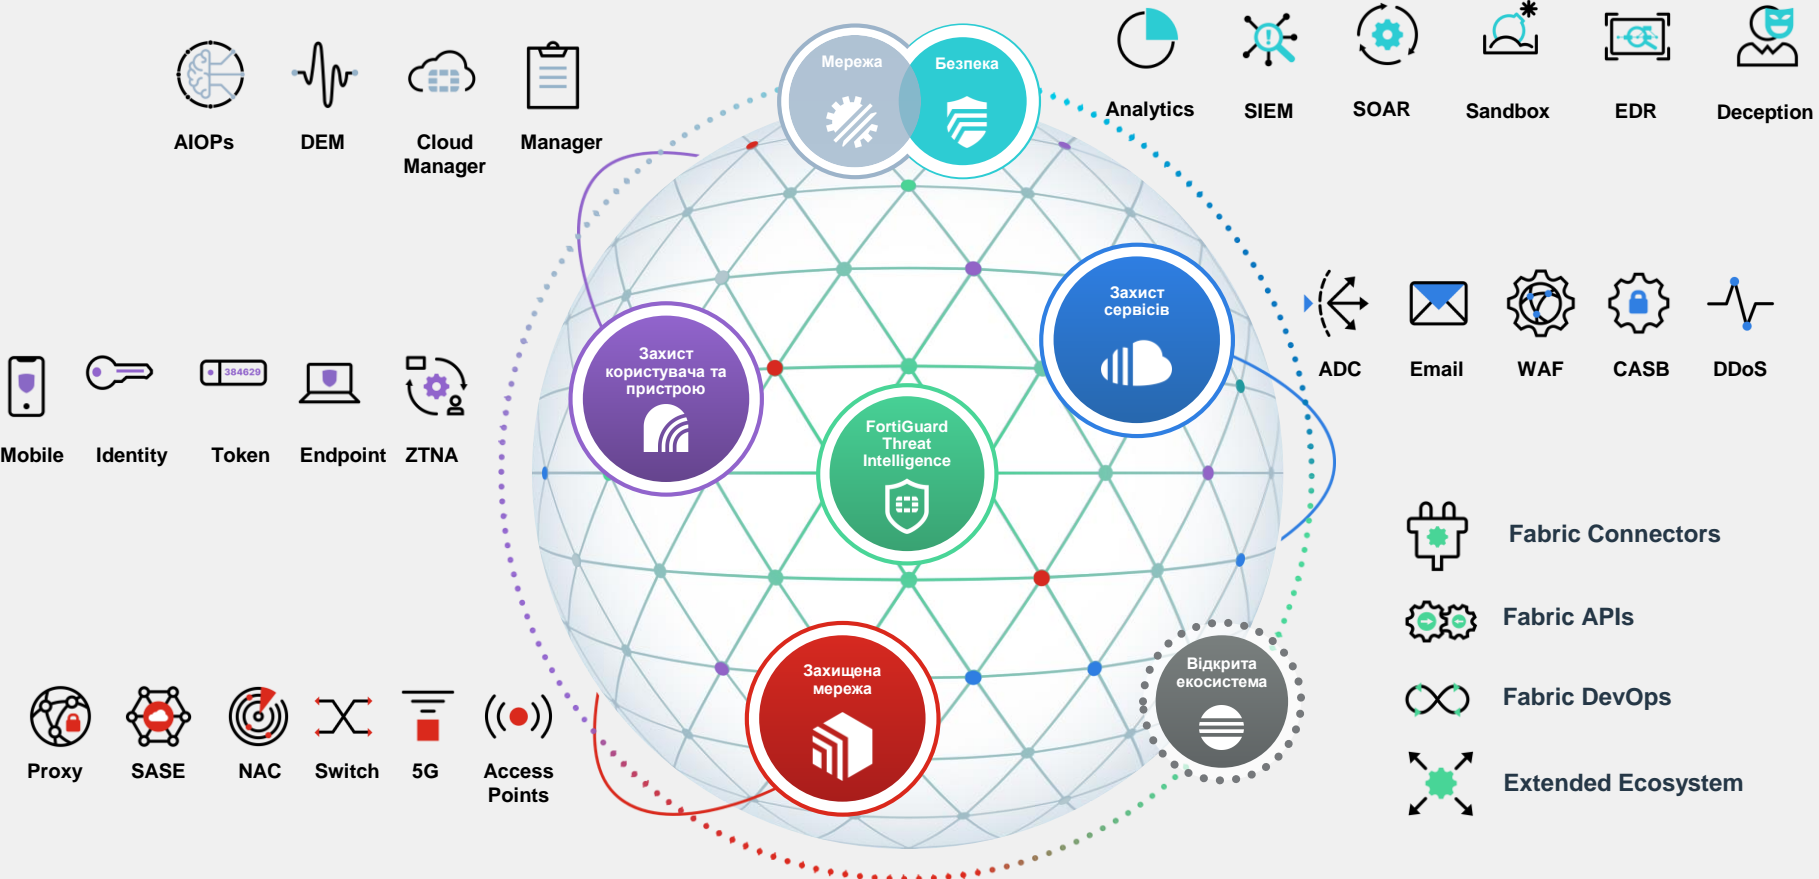 Мережа
Безпека
AIOPs
DEM
Cloud
Manager
Manager
Analytics
SIEM
SOAR
Sandbox
EDR
Deception
Захист
сервісів
ADC
Email
WAF
CASB
DDoS
Захист
користувача та
пристрою
384629
Mobile
Identity
Token
Endpoint
ZTNA
FortiGuard
Threat
Intelligence
Fabric Connectors
Fabric APIs
Fabric DevOps
Extended Ecosystem
Захищена
мережа
Відкрита
екосистема
Proxy
SASE
NAC
Switch
5G
Access
Points